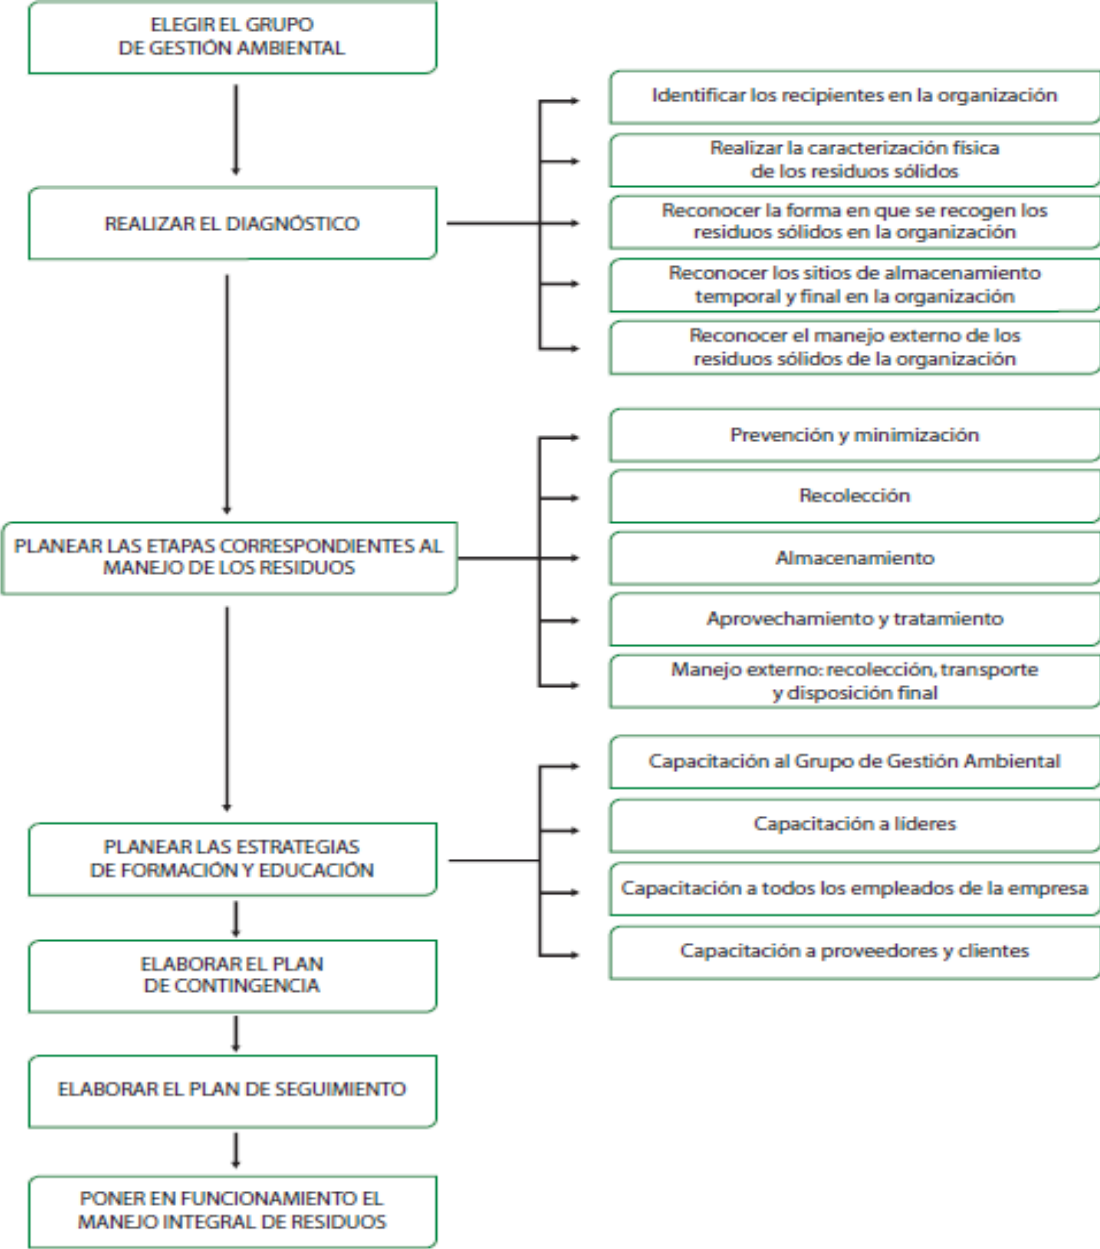 ELEGIR EL GRUPO
DE GESTIÓN AMBIENTAL
REALIZAR EL DIAGNÓSTICO
Identificar los recipientes en la organización
Realizar la caracterización física
de los residuos sólidos
Reconocer la forma en que se recogen los
residuos sólidos en la organización
Reconocer los sitios de almacenamiento
temporal y final en la organización
Reconocer el manejo externo de los
residuos sólidos de la organización
PLANEAR LAS ETAPAS CORRESPONDIENTES AL
MANEJO DE LOS RESIDUOS
Prevención y minimización
Recolección
Almacenamiento
Aprovechamiento y tratamiento
Manejo externo: recolección, transporte
y disposición final
PLANEAR LAS ESTRATEGIAS
DE FORMACIÓN Y EDUCACIÓN
Capacitación al Grupo de Gestión Ambiental
Capacitación a líderes
Capacitación a todos los empleados de la empresa
Capacitación a proveedores y clientes
ELABORAR EL PLAN
DE CONTINGENCIA
ELABORAR EL PLAN DE SEGUIMIENTO
PONER EN FUNCIONAMIENTO EL
MANEJO INTEGRAL DE RESIDUOS